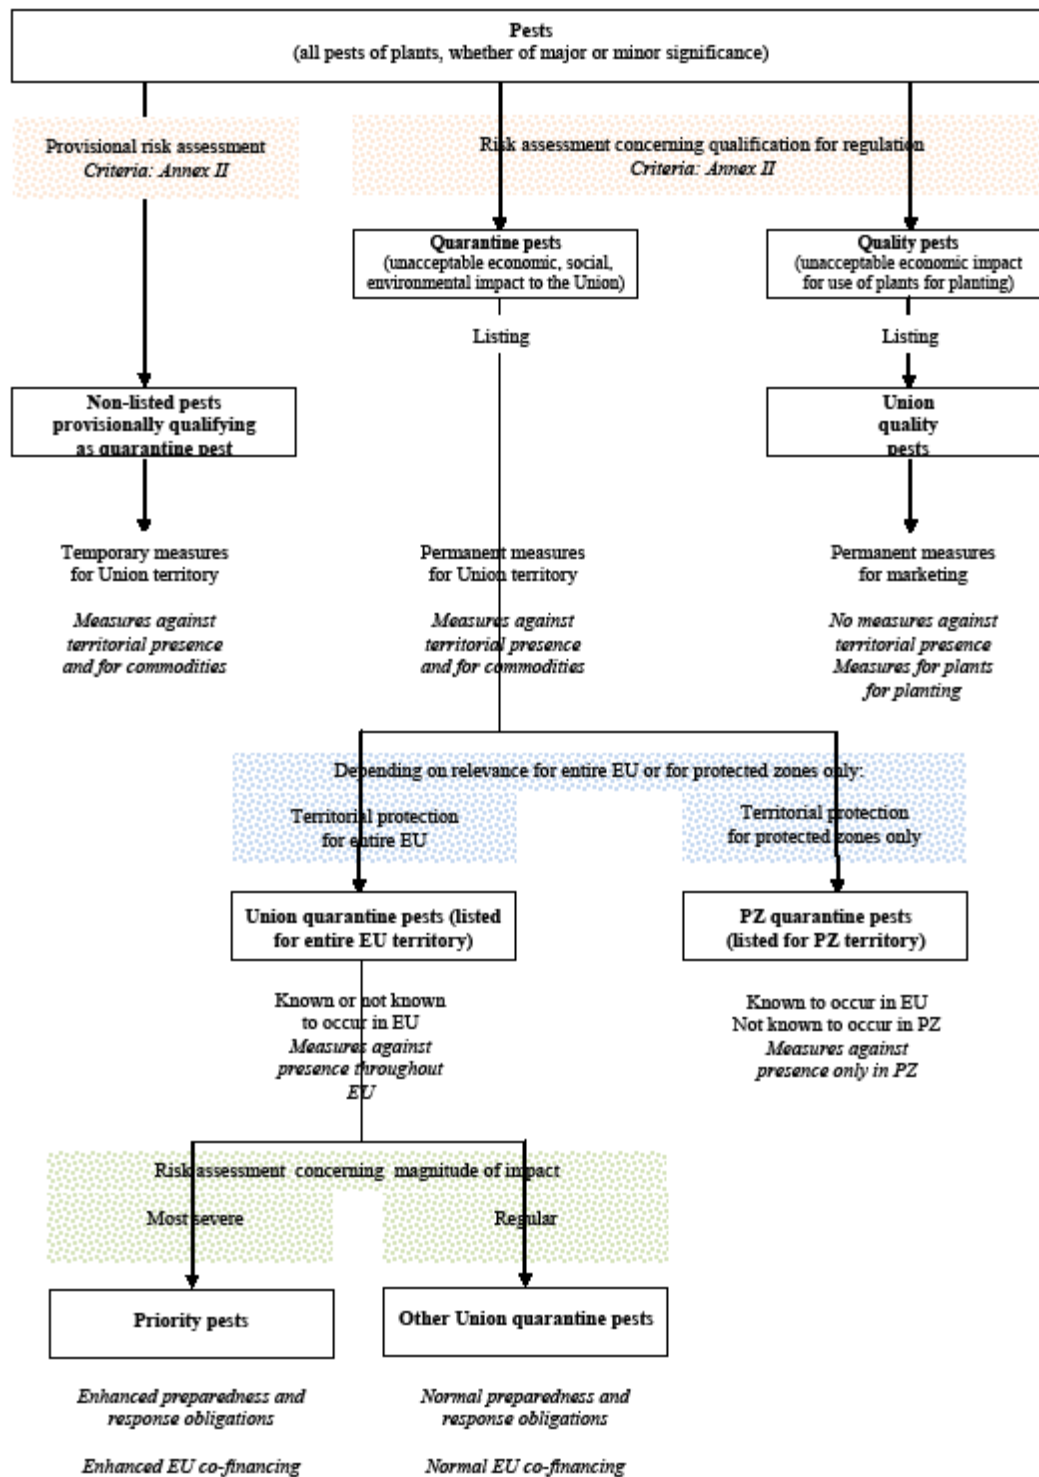 Pests
(all pests of plants, whether of major or minor significance)
Provisional risk assessment
Criteria: Annex II
Risk assessment concerning qualification for regulation
Criteria: Annex II
Quarantine pests
(unacceptable economic, social,
environmental impact to the Union)
Quality pests
(unacceptable economic impact
for use of plants for planting)
Listing
Listing
Non-listed pests
provisionally qualifying
as quarantine pest
Union
quality
pests
Temporary measures
for Union territory
Measures against
territorial presence
and for commodities
Permanent measures
for Union territory
Measures against
territorial presence
and for commodities
Permanent measures
for marketing
No measures against
territorial presence
Measures for plants
for planting
Depending on relevance for entire EU or for protected zones only:
Territorial protection
for entire EU
Territorial protection
for protected zones only
Union quarantine pests (listed
for entire EU territory)
PZ quarantine pests
(listed for PZ territory)
Known or not known
to occur in EU
Measures against
presence throughout
EU
Known to occur in EU
Not known to occur in PZ
Measures against
presence only in PZ
Risk assessment concerning magnitude of impact
Most severe
Regular
Priority pests
Other Union quarantine pests
Enhanced preparedness and
response obligations
Enhanced EU co-financing
Normal preparedness and
response obligations
Normal EU co-financing